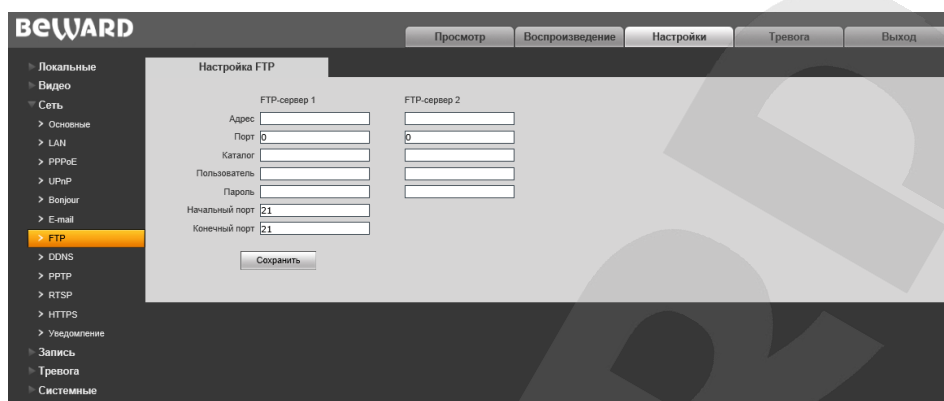 BEWARD
Просмотр Воспроизведение Настройки Тревога Выход
Локальные
Видео
Сеть
Основные
LAN
PPPoE
UPnP
Bonjour
E-mail
FTP
DDNS
PPTP
RTSP
HTTPS
Уведомление
Запись
Тревога
Системные
Настройка FTP
FTP-сервер 1 FTP-сервер 2
Адрес
Порт 0 0
Каталог
Пользователь
Пароль
Начальный порт 21
Конечный порт 21
Сохранить